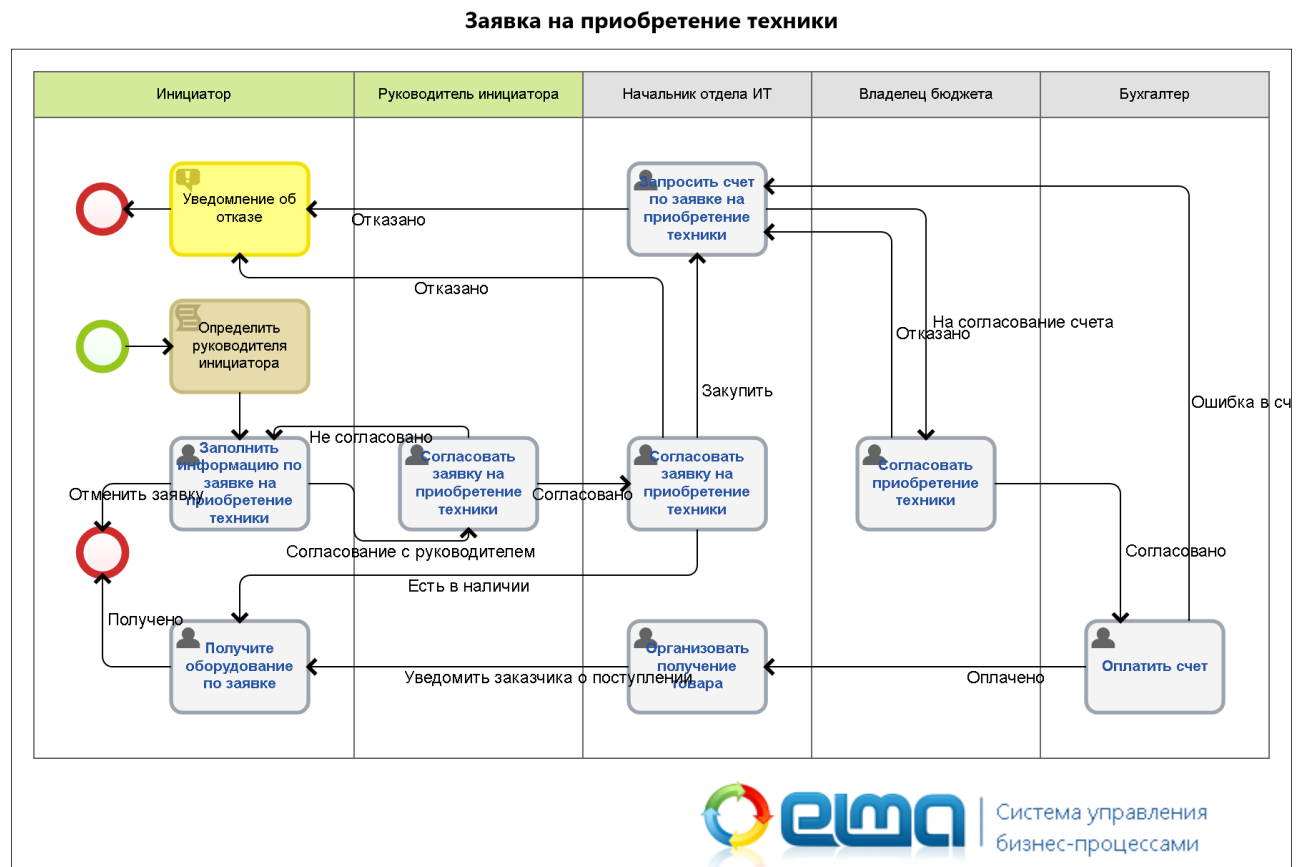 Заявка на приобретение техники
Инициатор
Руководитель инициатора
Начальник отдела ИТ
Владелец бюджета
Бухгалтер
Уведомление об
отказе
Отказано
Запросить счет
по заявке на
приобретение
техники
Отказано
Определить
руководителя
инициатора
На согласование счета
Отказано
Закупить
Ошибка в сч
Не согласовано
Заполнить
информацию по
заявке на
приобретение
техники
Отменить заявку
Согласовать
заявку на
приобретение
техники
Согласовано
Согласовать
заявку на
приобретение
техники
Согласовать
приобретение
техники
Согласование с руководителем
Согласовано
Есть в наличии
Получено
Получите
оборудование
по заявке
Уведомить заказчика о поступлении
Организовать
получение
товара
Оплачено
Оплатить счет
elma
Система управления
бизнес-процессами